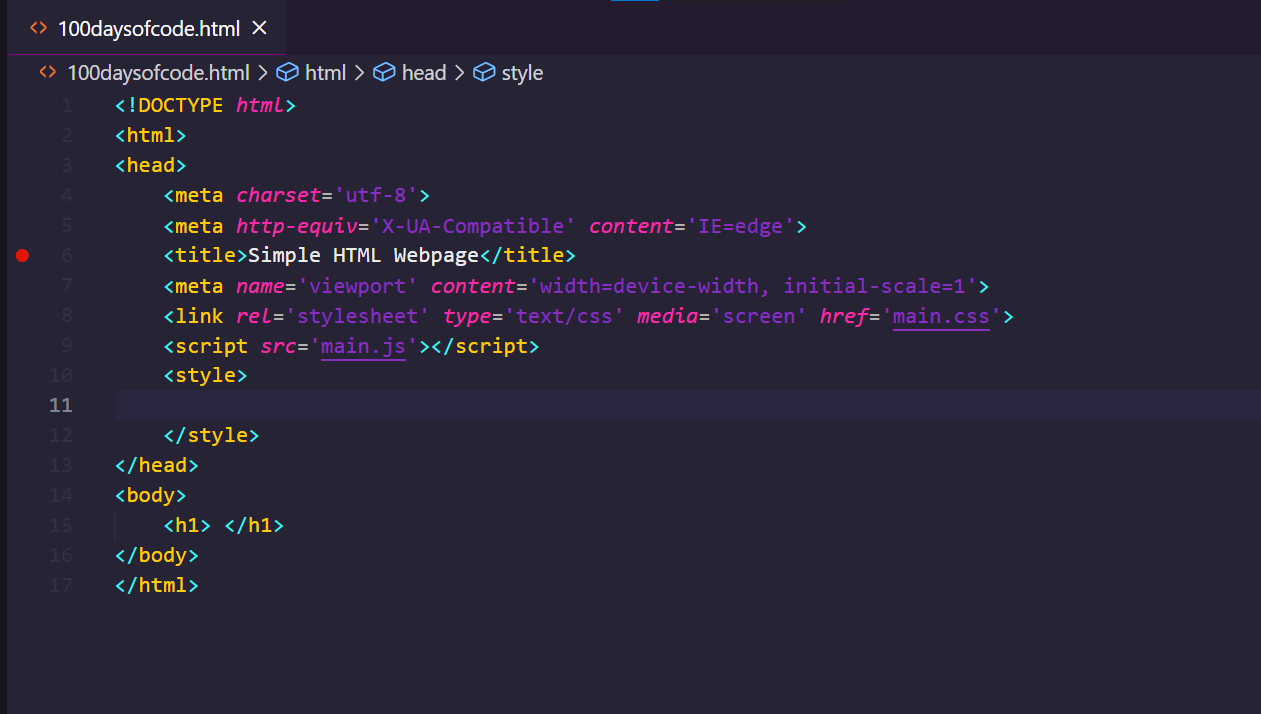 100daysofcode.html
100daysofcode.html > html > head > style
1 <!DOCTYPE html>
2 <html>
3 <head>
4     <meta charset='utf-8'>
5     <meta http-equiv='X-UA-Compatible' content='IE=edge'>
6     <title>Simple HTML Webpage</title>
7     <meta name='viewport' content='width=device-width, initial-scale=1'>
8     <link rel='stylesheet' type='text/css' media='screen' href='main.css'>
9     <script src='main.js'></script>
10     <style>
11
12     </style>
13 </head>
14 <body>
15     <h1> </h1>
16 </body>
17 </html>